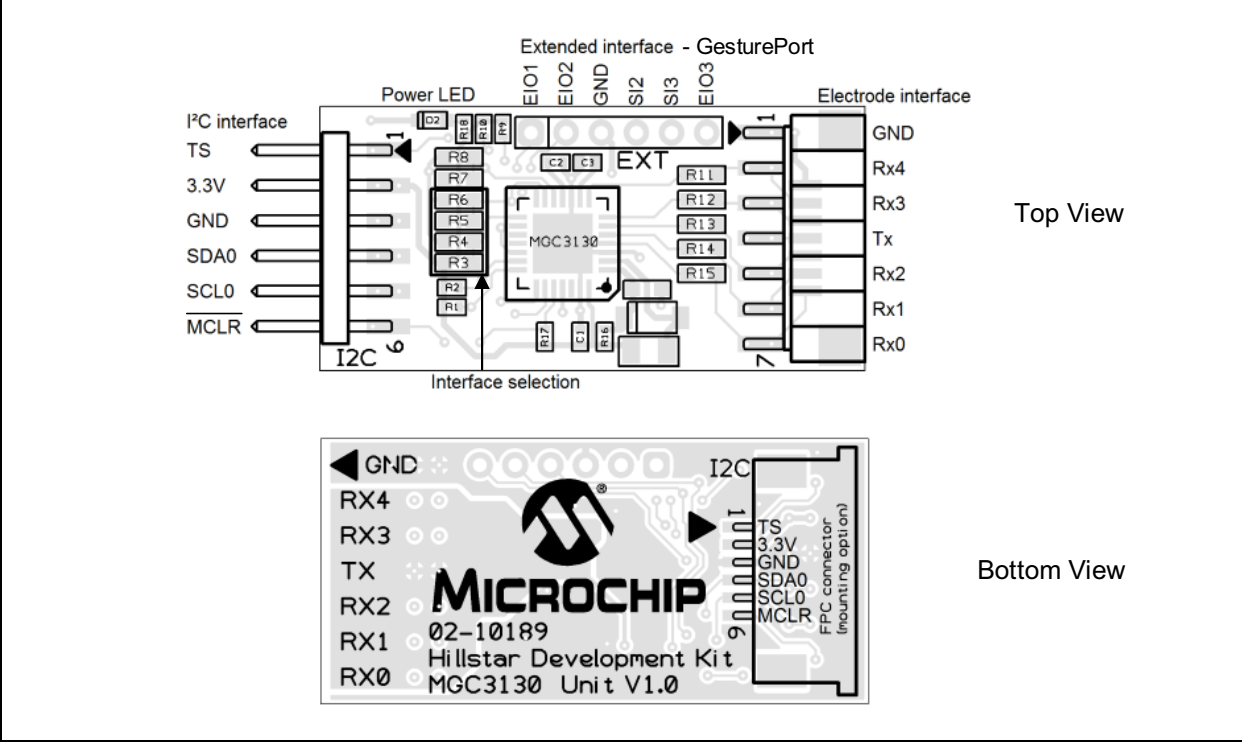 Extended interface - GesturePort
EIO1
EIO2
GND
SI2
SI3
EIO3
Power LED
Electrode interface
I²C interface
TS
3.3V
GND
SDA0
SCL0
MCLR
1
6
I2C
D2
R18
R10
R9
R8
R7
R6
R5
R4
R3
R2
R1
C2
C3
EXT
MGC3130
R11
R12
R13
R14
R15
R17
C1
R16
1
7
GND
Rx4
Rx3
Tx
Rx2
Rx1
Rx0
Top View
Interface selection
GND
RX4
RX3
TX
RX2
RX1
RX0
®
MICROCHIP
02-10189
Hillstar Development Kit
MGC3130 Unit V1.0
I2C
1
6
TS
3.3V
GND
SDA0
SCL0
MCLR
FPC connector
(mounting option)
Bottom View